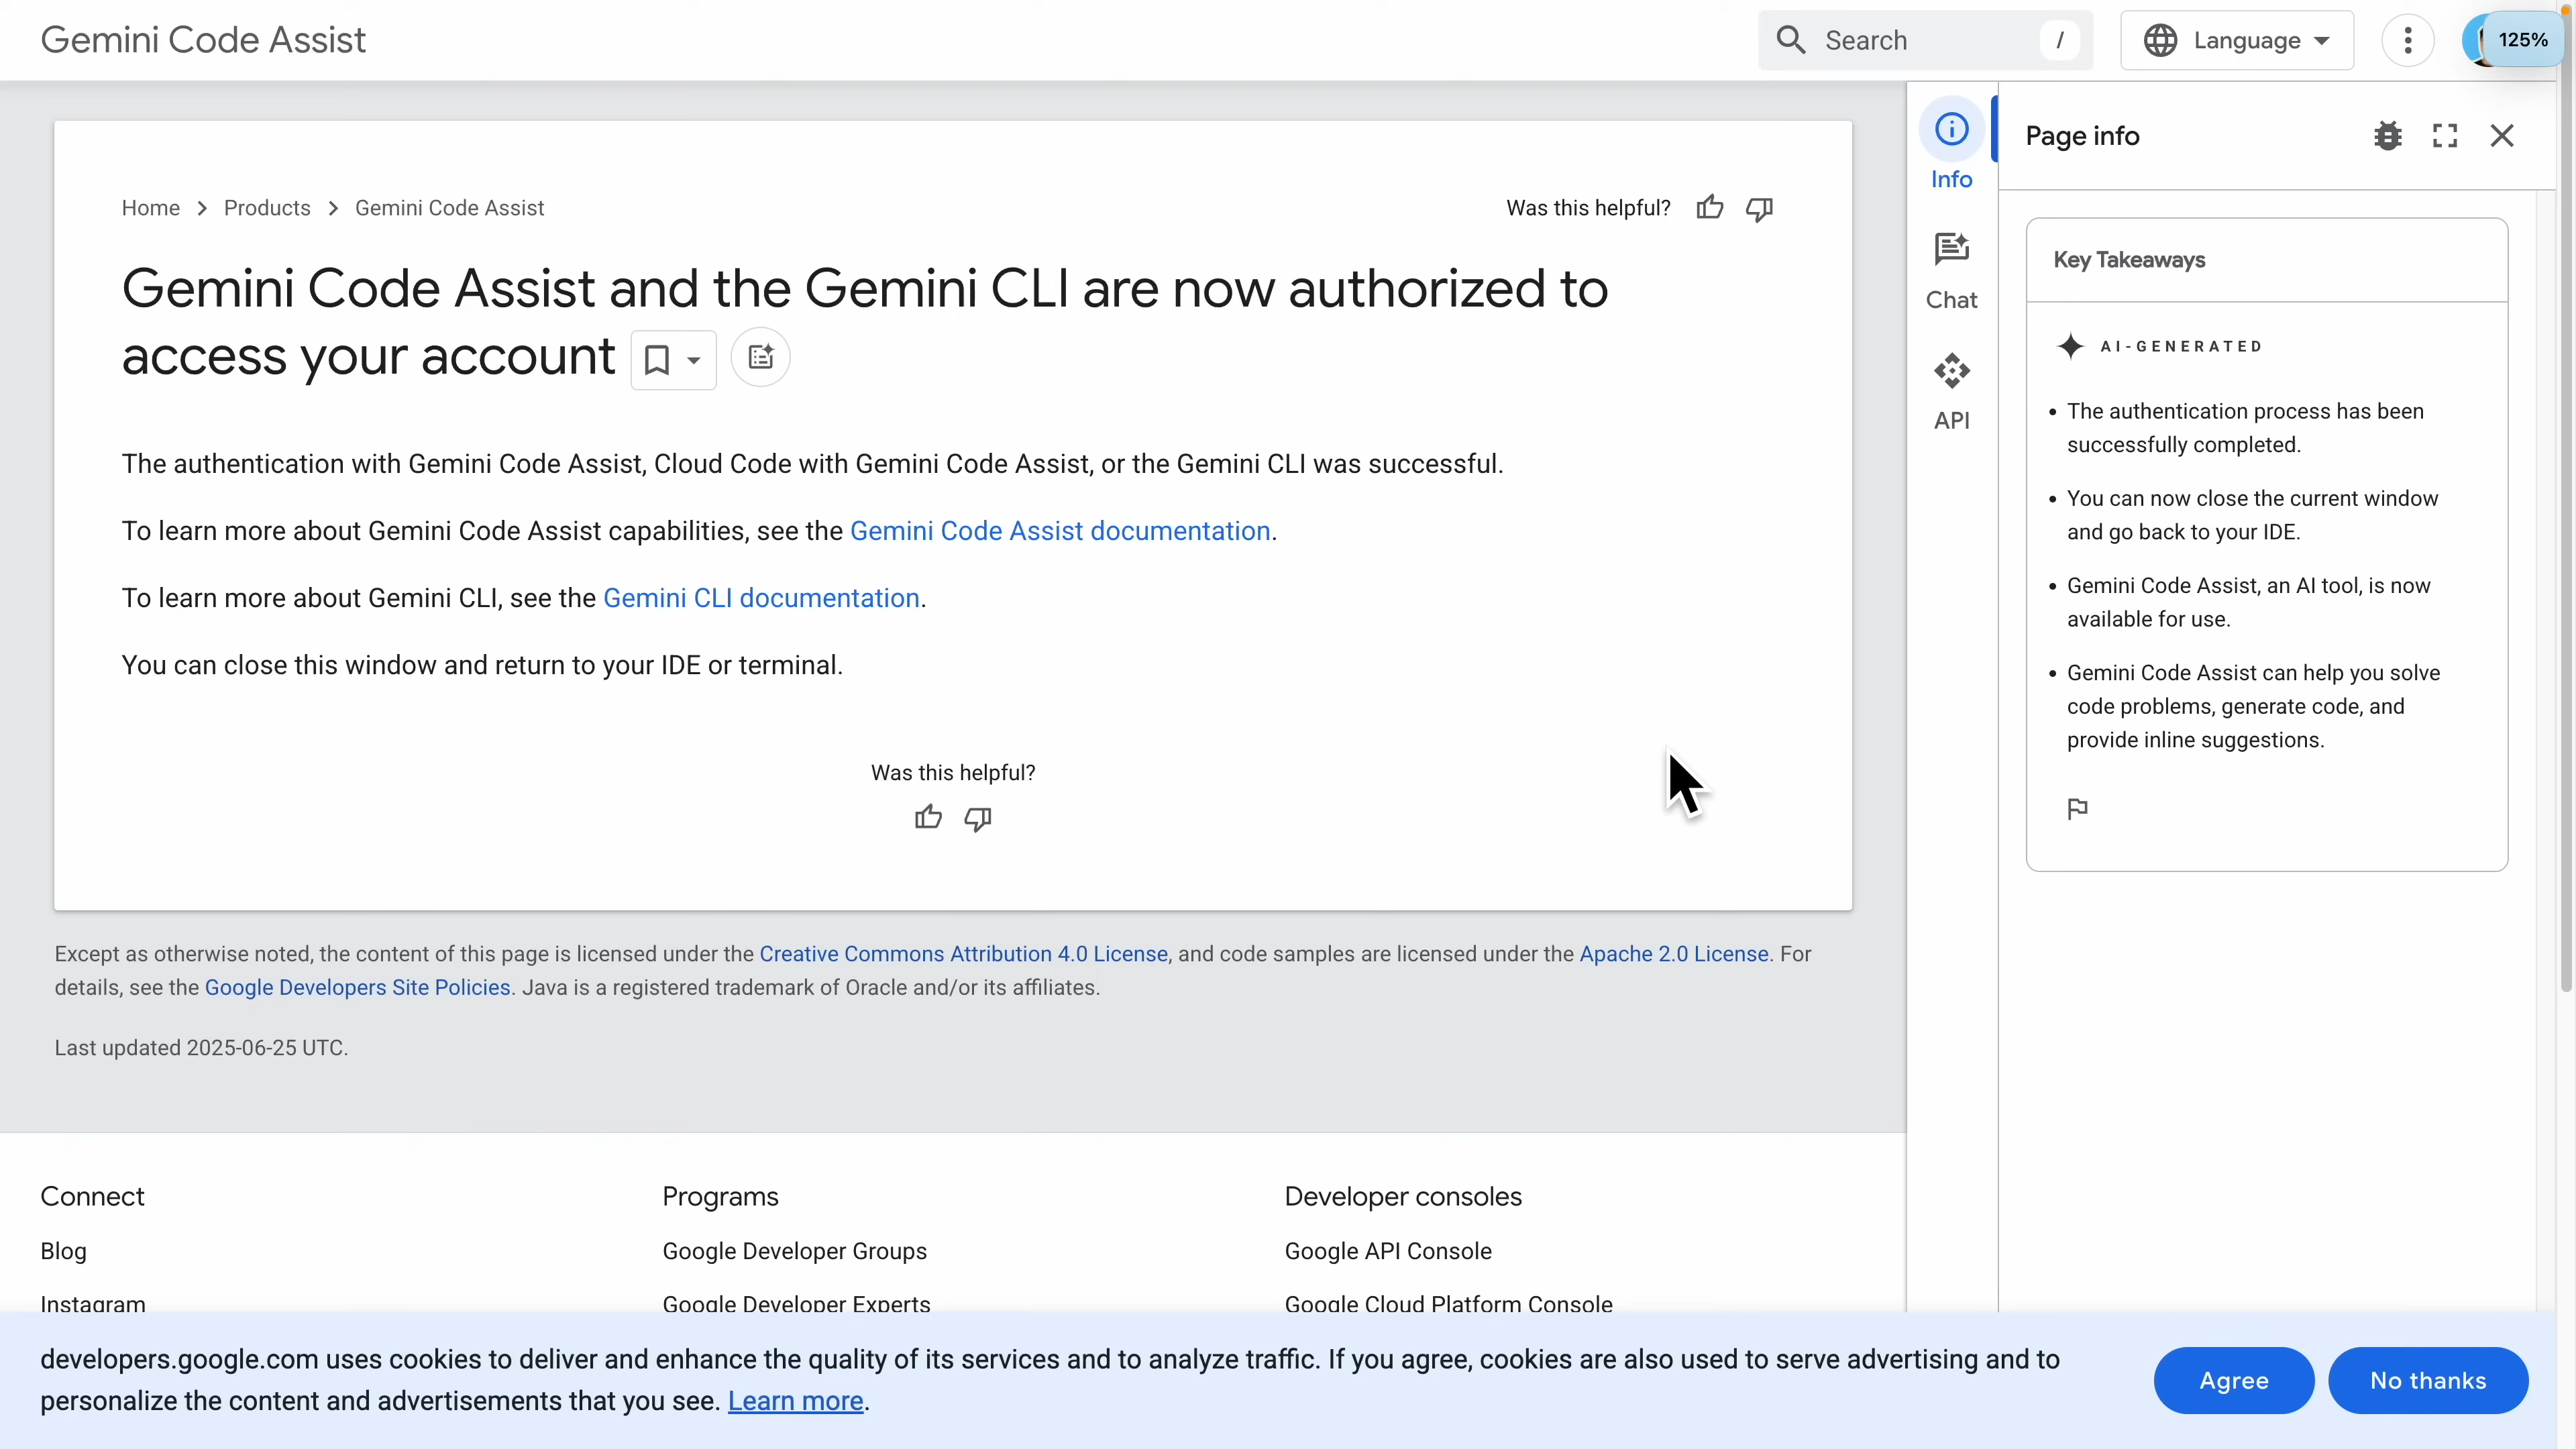 Gemini Code Assist
Search
/
Language
125%
Home
Products
Gemini Code Assist
Was this helpful?
Gemini Code Assist and the Gemini CLI are now authorized to
access your account
The authentication with Gemini Code Assist, Cloud Code with Gemini Code Assist, or the Gemini CLI was successful.
To learn more about Gemini Code Assist capabilities, see the Gemini Code Assist documentation.
To learn more about Gemini CLI, see the Gemini CLI documentation.
You can close this window and return to your IDE or terminal.
Was this helpful?
Except as otherwise noted, the content of this page is licensed under the Creative Commons Attribution 4.0 License, and code samples are licensed under the Apache 2.0 License. For
details, see the Google Developers Site Policies. Java is a registered trademark of Oracle and/or its affiliates.
Last updated 2025-06-25 UTC.
Info
Chat
API
Page info
Key Takeaways
AI-GENERATED
• The authentication process has been
successfully completed.
• You can now close the current window
and go back to your IDE.
• Gemini Code Assist, an AI tool, is now
available for use.
• Gemini Code Assist can help you solve
code problems, generate code, and
provide inline suggestions.
Connect
Blog
Instagram
Programs
Google Developer Groups
Google Developer Experts
Developer consoles
Google API Console
Google Cloud Platform Console
developers.google.com uses cookies to deliver and enhance the quality of its services and to analyze traffic. If you agree, cookies are also used to serve advertising and to
personalize the content and advertisements that you see. Learn more.
Agree
No thanks